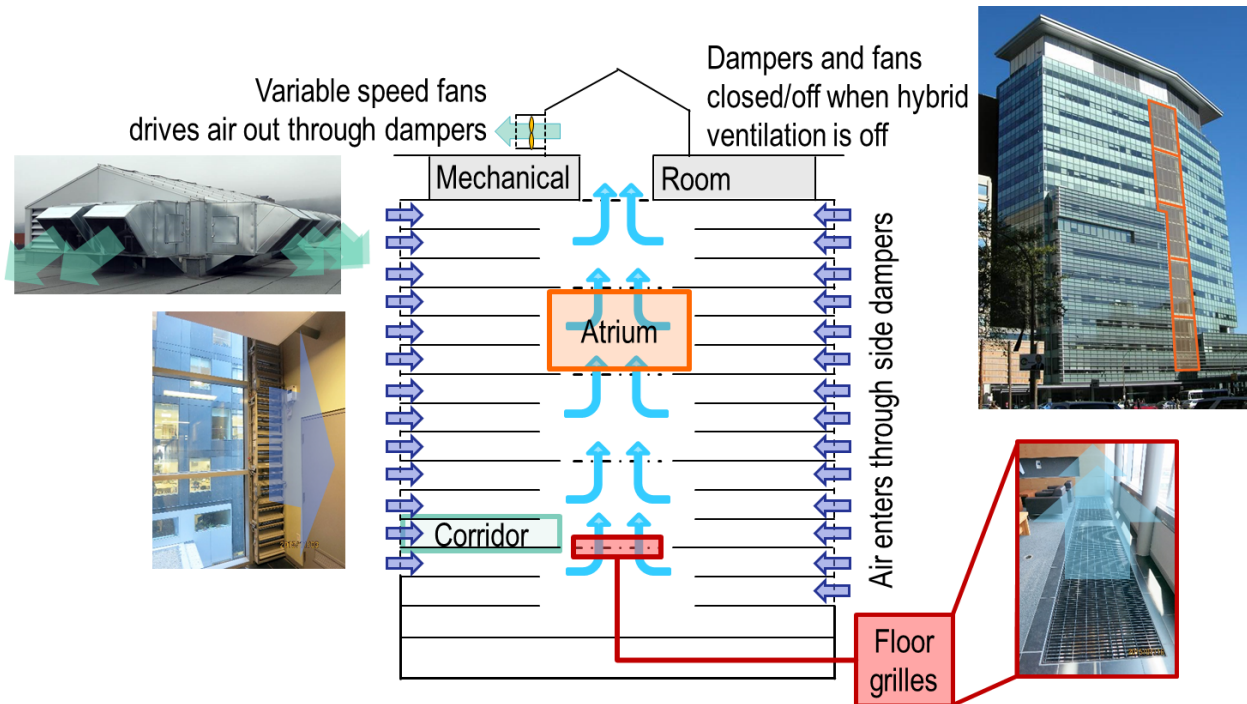 Variable speed fans
drives air out through dampers
Dampers and fans
closed/off when hybrid
ventilation is off
Mechanical
Room
Atrium
Air enters through side dampers
Corridor
Floor
grilles